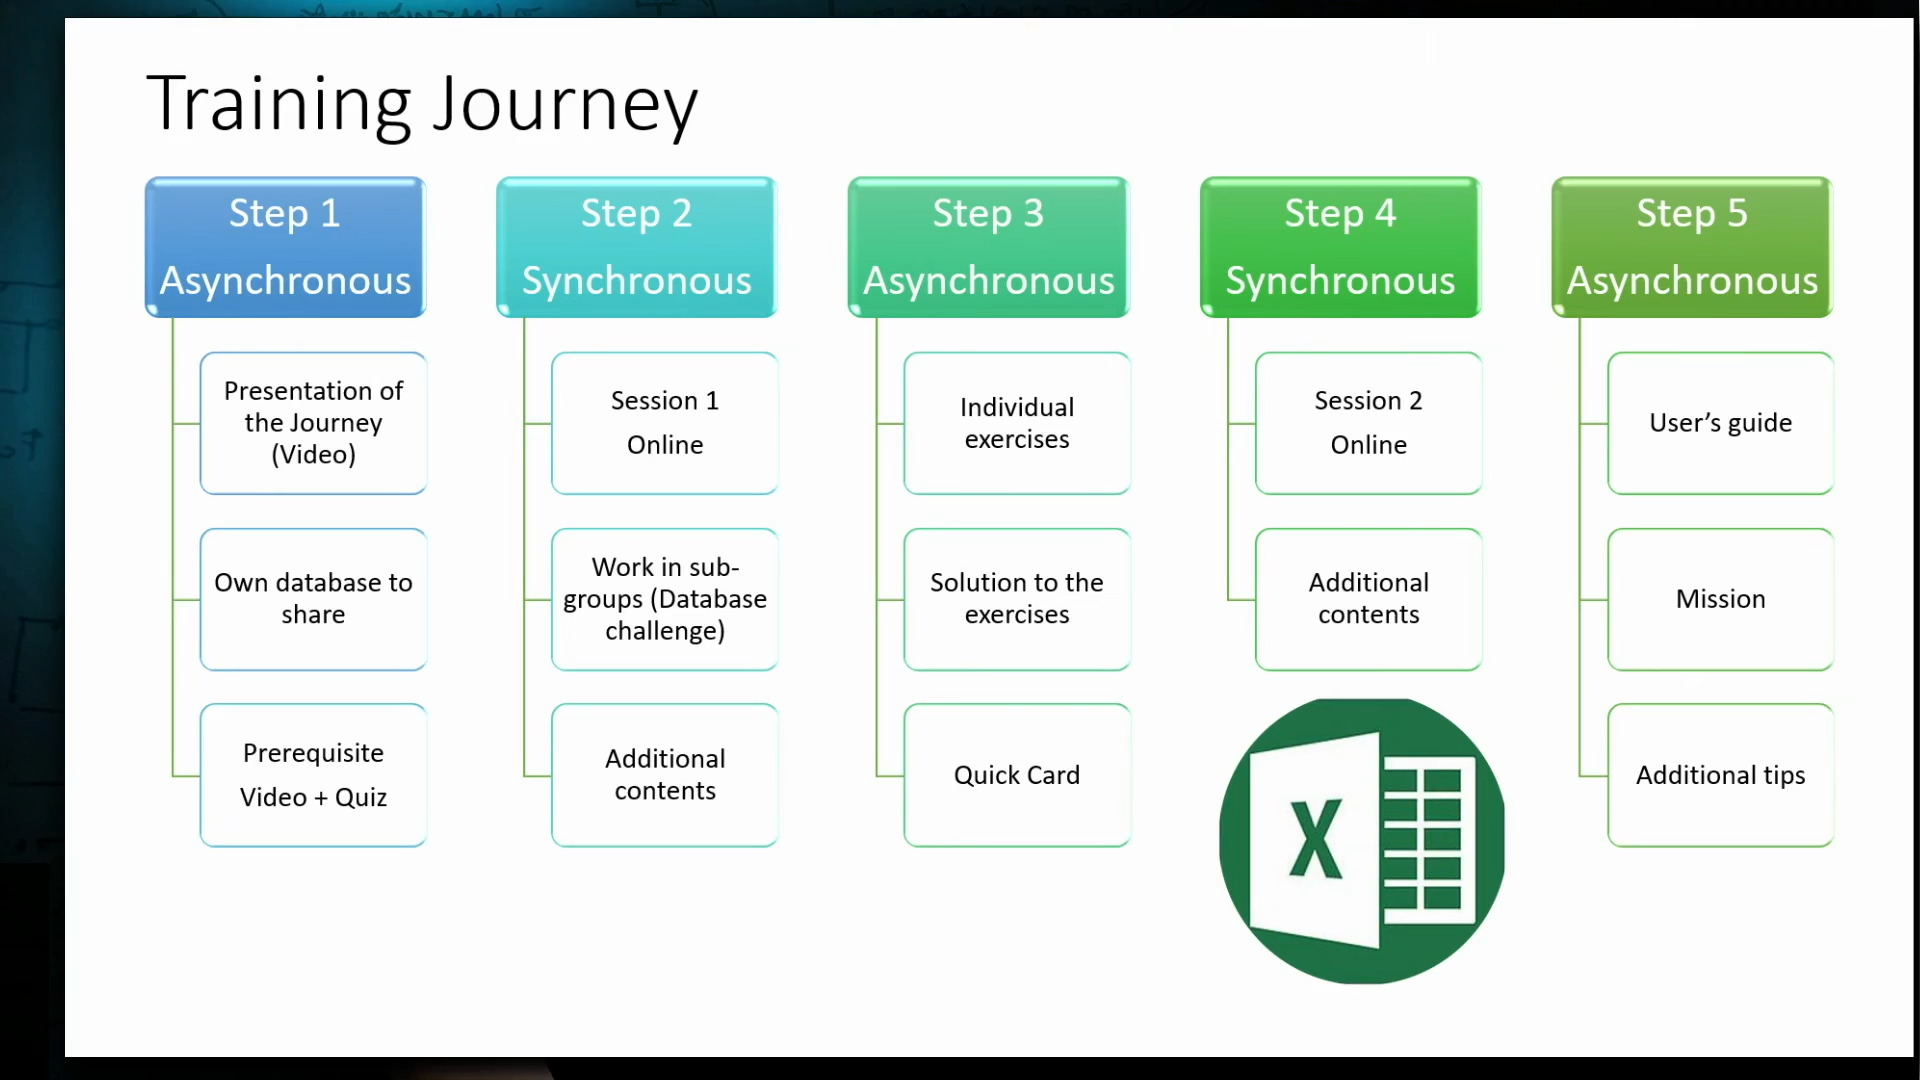 Training Journey
Step 1
Asynchronous
Presentation of
the Journey
(Video)
Own database to
share
Prerequisite
Video + Quiz
Step 2
Synchronous
Session 1
Online
Work in sub-
groups (Database
challenge)
Additional
contents
Step 3
Asynchronous
Individual
exercises
Solution to the
exercises
Quick Card
Step 4
Synchronous
Session 2
Online
Additional
contents
X
Step 5
Asynchronous
User’s guide
Mission
Additional tips